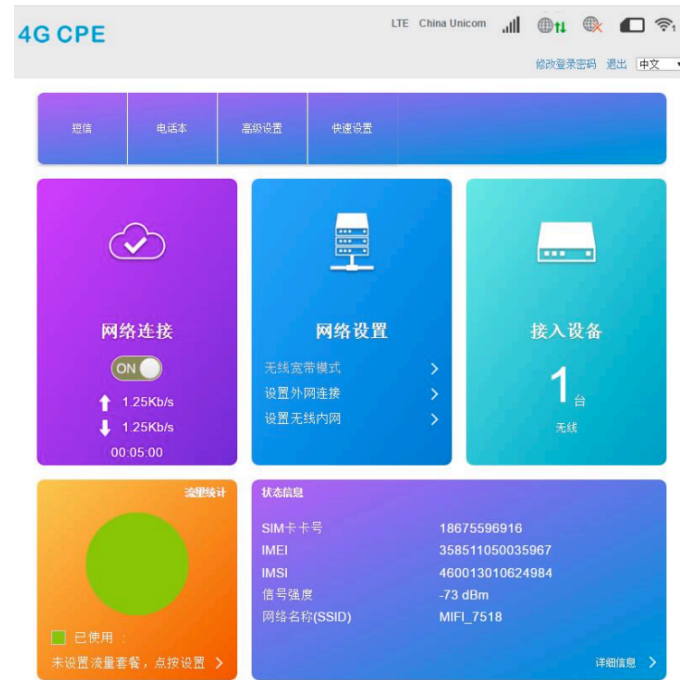 4G CPE
LTE China Unicom
1
修改登录密码 退出 中文
短信 电话本 高级设置 快速设置
网络连接
ON
1.25Kb/s
1.25Kb/s
00:05:00
网络设置
无线宽带模式
设置外网连接
设置无线内网
接入设备
1台
无线
流量统计
已使用 :
未设置流量套餐，点按设置
状态信息
SIM卡卡号 18675596916
IMEI 358511050035967
IMSI 460013010624984
信号强度 -73 dBm
网络名称(SSID) MIFI_7518
详细信息